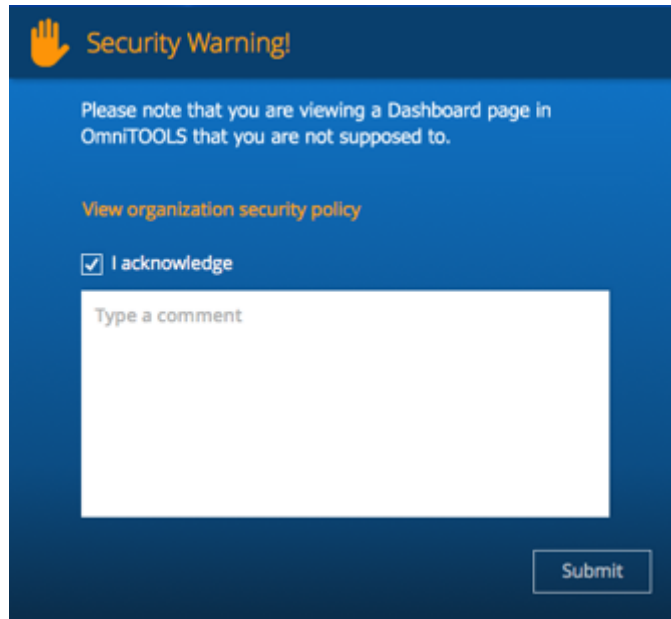 Security Warning!
Please note that you are viewing a Dashboard page in
OmniTOOLS that you are not supposed to.
View organization security policy
I acknowledge
Type a comment
Submit